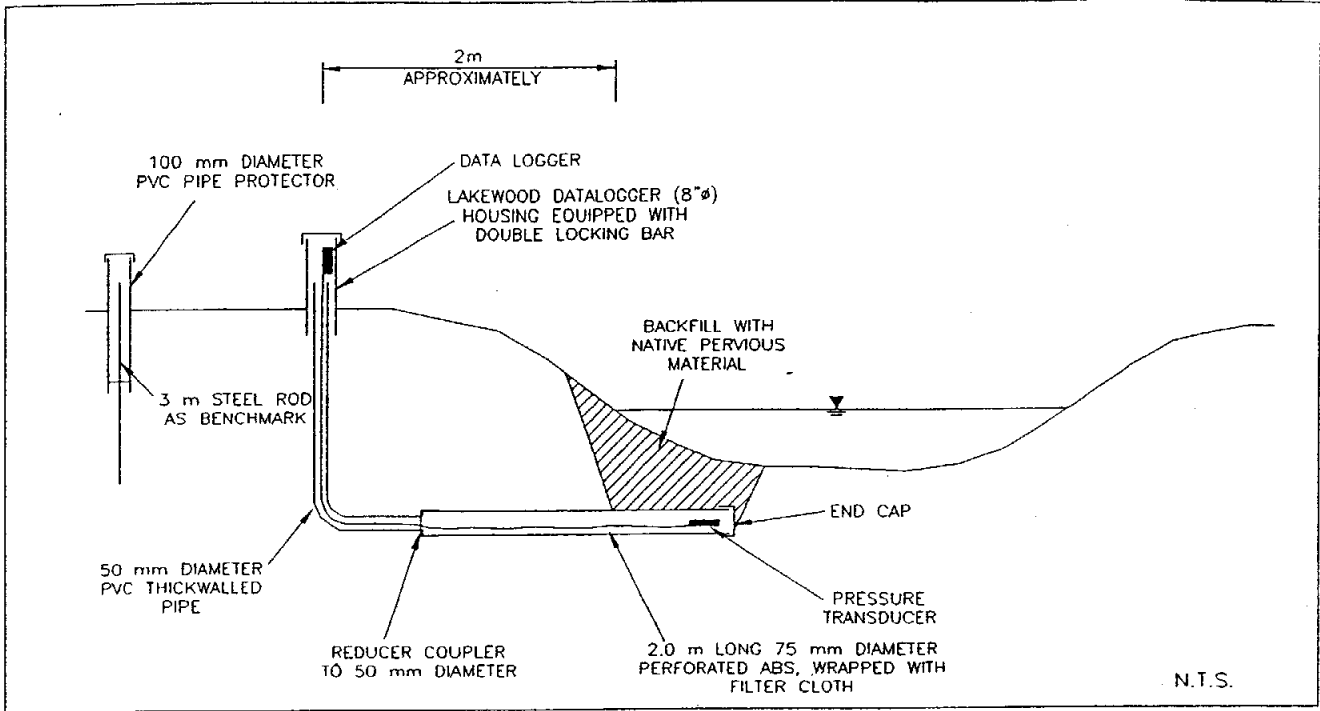 2m
APPROXIMATELY
100 mm DIAMETER
PVC PIPE PROTECTOR
DATA LOGGER
LAKEWOOD DATALOGGER (8"ø)
HOUSING EQUIPPED WITH
DOUBLE LOCKING BAR
BACKFILL WITH
NATIVE PERVIOUS
MATERIAL
3 m STEEL ROD
AS BENCHMARK
END CAP
50 mm DIAMETER
PVC THICKWALLED
PIPE
PRESSURE
TRANSDUCER
REDUCER COUPLER
TO 50 mm DIAMETER
2.0 m LONG 75 mm DIAMETER
PERFORATED ABS, WRAPPED WITH
FILTER CLOTH
N.T.S.